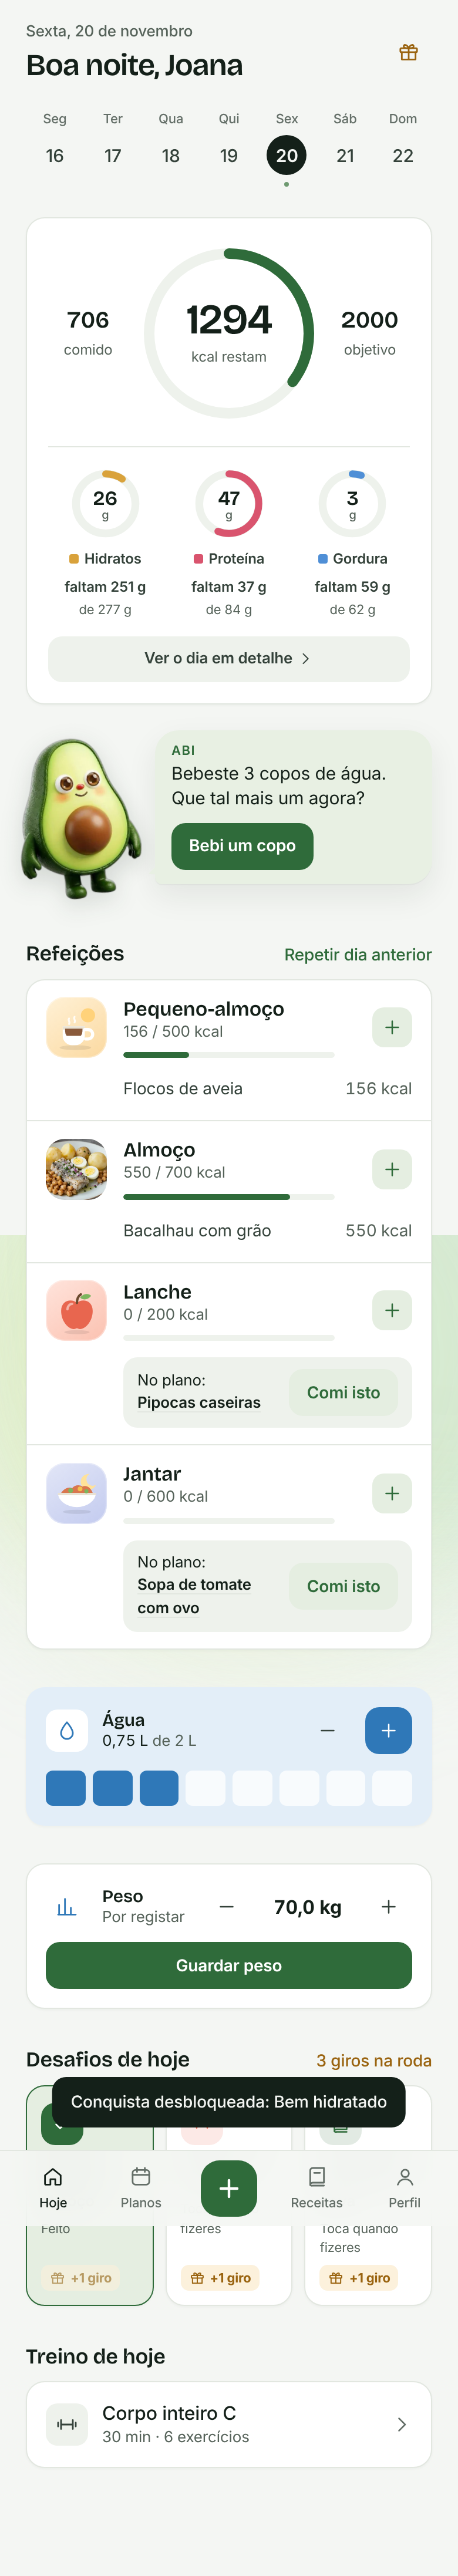 Sexta, 20 de novembro
Boa noite, Joana
Seg Ter Qua Qui Sex Sáb Dom
16 17 18 19 20 21 22
706
comido
1294
kcal restam
2000
objetivo
26
g
47
g
3
g
Hidratos
Proteína
Gordura
faltam 251 g
faltam 37 g
faltam 59 g
de 277 g
de 84 g
de 62 g
Ver o dia em detalhe
ABI
Bebeste 3 copos de água.
Que tal mais um agora?
Bebi um copo
Refeições
Repetir dia anterior
Pequeno-almoço
156 / 500 kcal
Flocos de aveia
156 kcal
Almoço
550 / 700 kcal
Bacalhau com grão
550 kcal
Lanche
0 / 200 kcal
No plano:
Pipocas caseiras
Comi isto
Jantar
0 / 600 kcal
No plano:
Sopa de tomate
com ovo
Comi isto
Água
0,75 L de 2 L
Peso
Por registar
70,0 kg
Guardar peso
Desafios de hoje
3 giros na roda
Conquista desbloqueada: Bem hidratado
Hoje
Planos
Receitas
Perfil
Feito
fizeres
Toca quando
fizeres
+1 giro
+1 giro
+1 giro
Treino de hoje
Corpo inteiro C
30 min · 6 exercícios